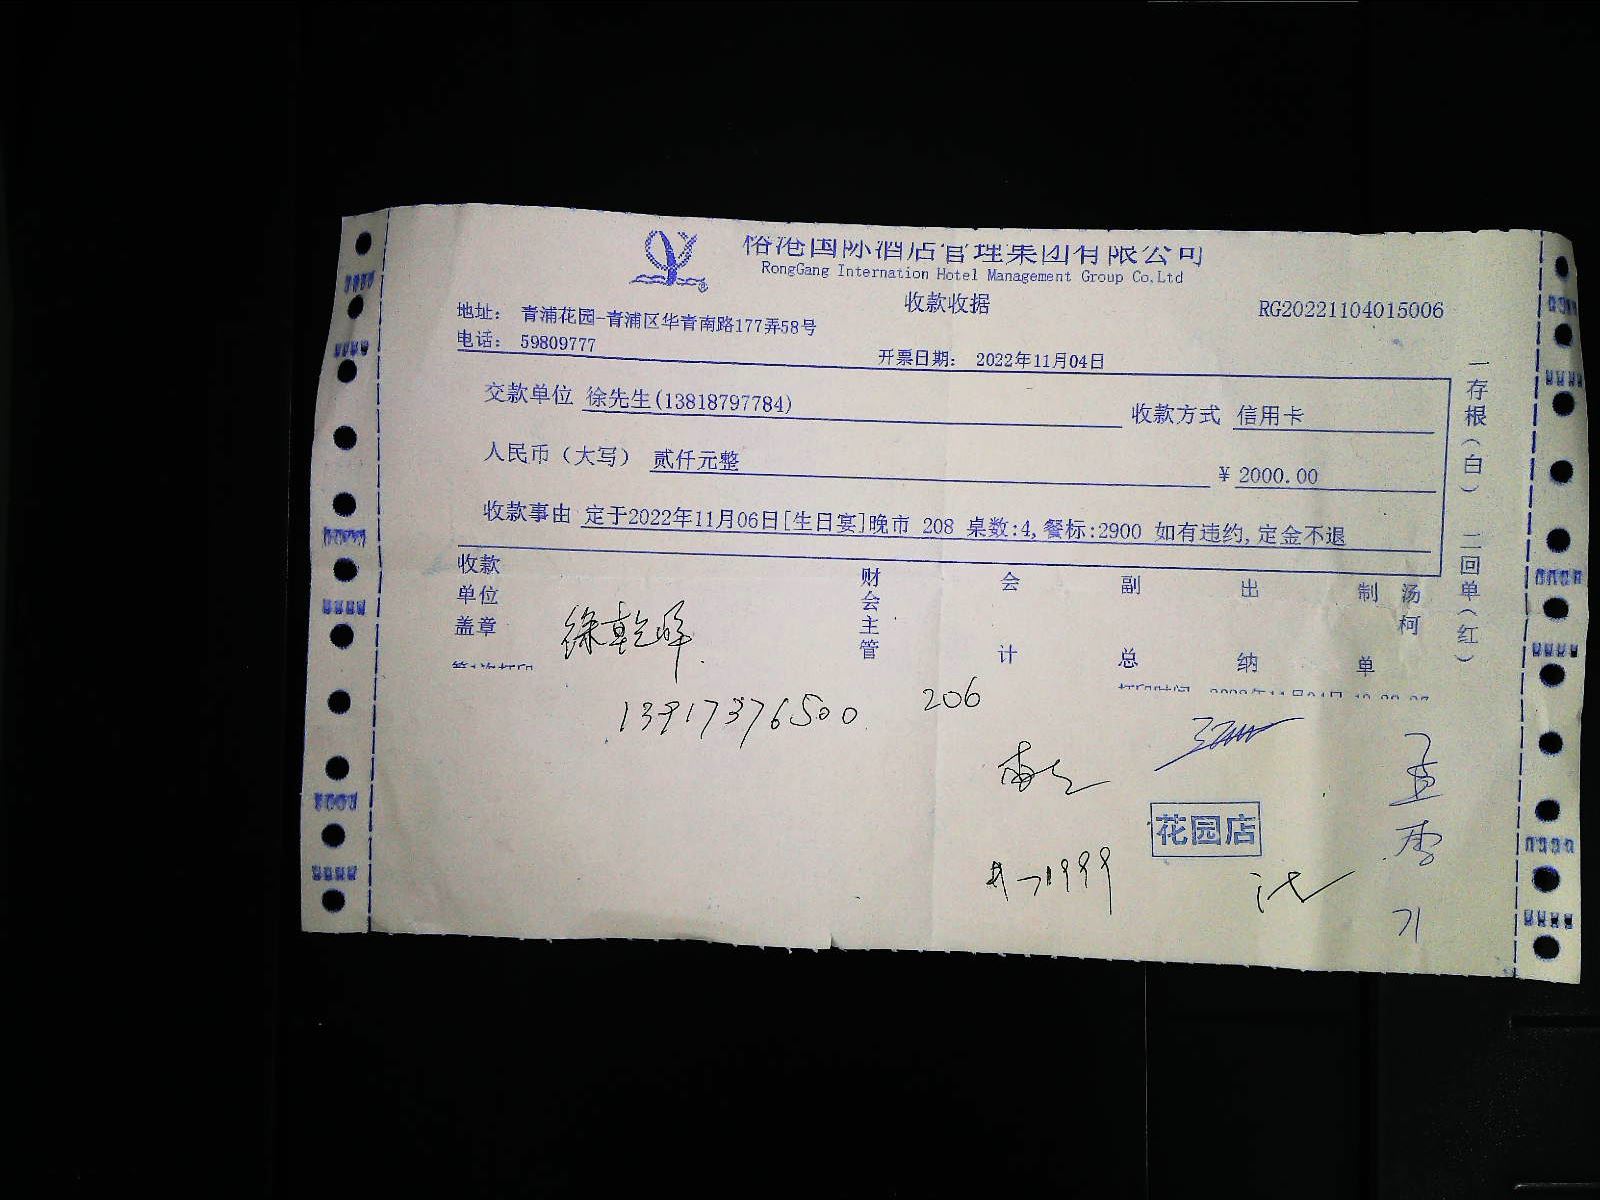 榕港国际酒店管理集团有限公司
RongGang Internation Hotel Management Group Co.Ltd
收款收据
RG20221104015006
地址: 青浦花园-青浦区华青南路177弄58号
电话: 59809777
开票日期: 2022年11月04日
交款单位 徐先生(13818797784)
收款方式 信用卡
人民币（大写） 贰仟元整
¥ 2000.00
收款事由 定于2022年11月06日[生日宴]晚市 208 桌数:4,餐标:2900 如有违约,定金不退
一存根（白） 二回单（红）
收款单位盖章
财会主管
会计
副总
出纳
制单
汤柯
第1次打印
徐乾峰
13917376500
206
花园店